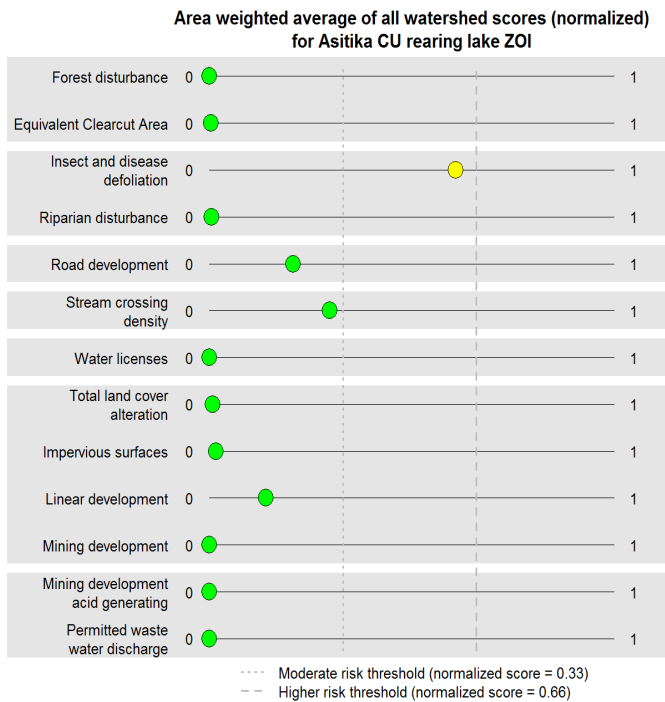 Area weighted average of all watershed scores (normalized)
for Asitika CU rearing lake ZOI
Forest disturbance 0 1
Equivalent Clearcut Area 0 1
Insect and disease
defoliation 0 1
Riparian disturbance 0 1
Road development 0 1
Stream crossing
density 0 1
Water licenses 0 1
Total land cover
alteration 0 1
Impervious surfaces 0 1
Linear development 0 1
Mining development 0 1
Mining development
acid generating 0 1
Permitted waste
water discharge 0 1
Moderate risk threshold (normalized score = 0.33)
Higher risk threshold (normalized score = 0.66)